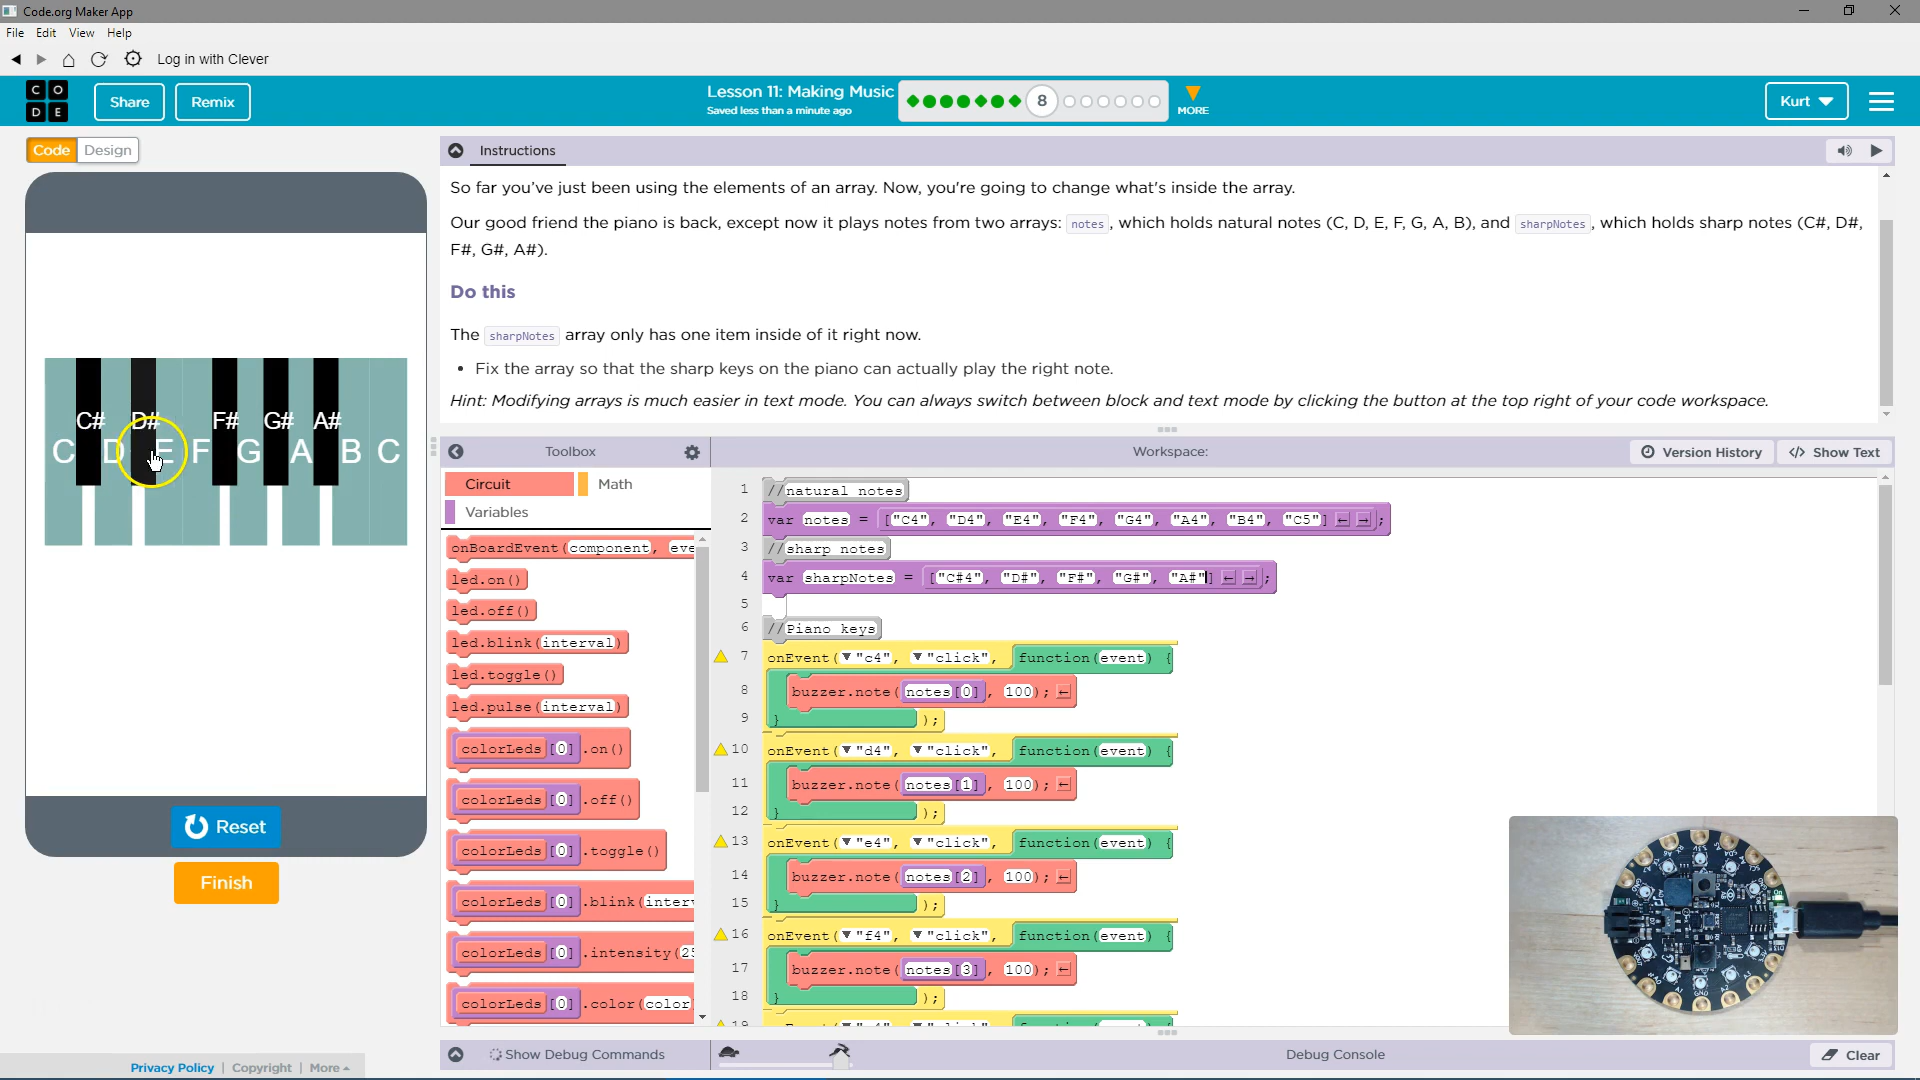 Code.org Maker App
File Edit View Help
Log in with Clever
C O D E
Share
Remix
Lesson 11: Making Music
Saved less than a minute ago
8
MORE
Kurt
Code
Design
Instructions
So far you've just been using the elements of an array. Now, you're going to change what's inside the array.
Our good friend the piano is back, except now it plays notes from two arrays: notes, which holds natural notes (C, D, E, F, G, A, B), and sharpNotes, which holds sharp notes (C#, D#,
F#, G#, A#).
Do this
The sharpNotes array only has one item inside of it right now.
• Fix the array so that the sharp keys on the piano can actually play the right note.
Hint: Modifying arrays is much easier in text mode. You can always switch between block and text mode by clicking the button at the top right of your code workspace.
C# D# F# G# A#
C D E F G A B C
Reset
Finish
Toolbox
Workspace:
Version History
</> Show Text
Circuit
Math
Variables
onBoardEvent(component, eve
led.on()
led.off()
led.blink(interval)
led.toggle()
led.pulse(interval)
colorLeds[0].on()
colorLeds[0].off()
colorLeds[0].toggle()
colorLeds[0].blink(interv
colorLeds[0].intensity(25
colorLeds[0].color(color
1 //natural notes
2 var notes = ["C4", "D4", "E4", "F4", "G4", "A4", "B4", "C5"];
3 //sharp notes
4 var sharpNotes = ["C#4", "D#", "F#", "G#", "A#"];
5
6 //Piano keys
7 onEvent("c4", "click", function(event) {
8 buzzer.note(notes[0], 100);
9 } );
10 onEvent("d4", "click", function(event) {
11 buzzer.note(notes[1], 100);
12 } );
13 onEvent("e4", "click", function(event) {
14 buzzer.note(notes[2], 100);
15 } );
16 onEvent("f4", "click", function(event) {
17 buzzer.note(notes[3], 100);
18 } );
19
Privacy Policy | Copyright | More
Show Debug Commands
Debug Console
Clear